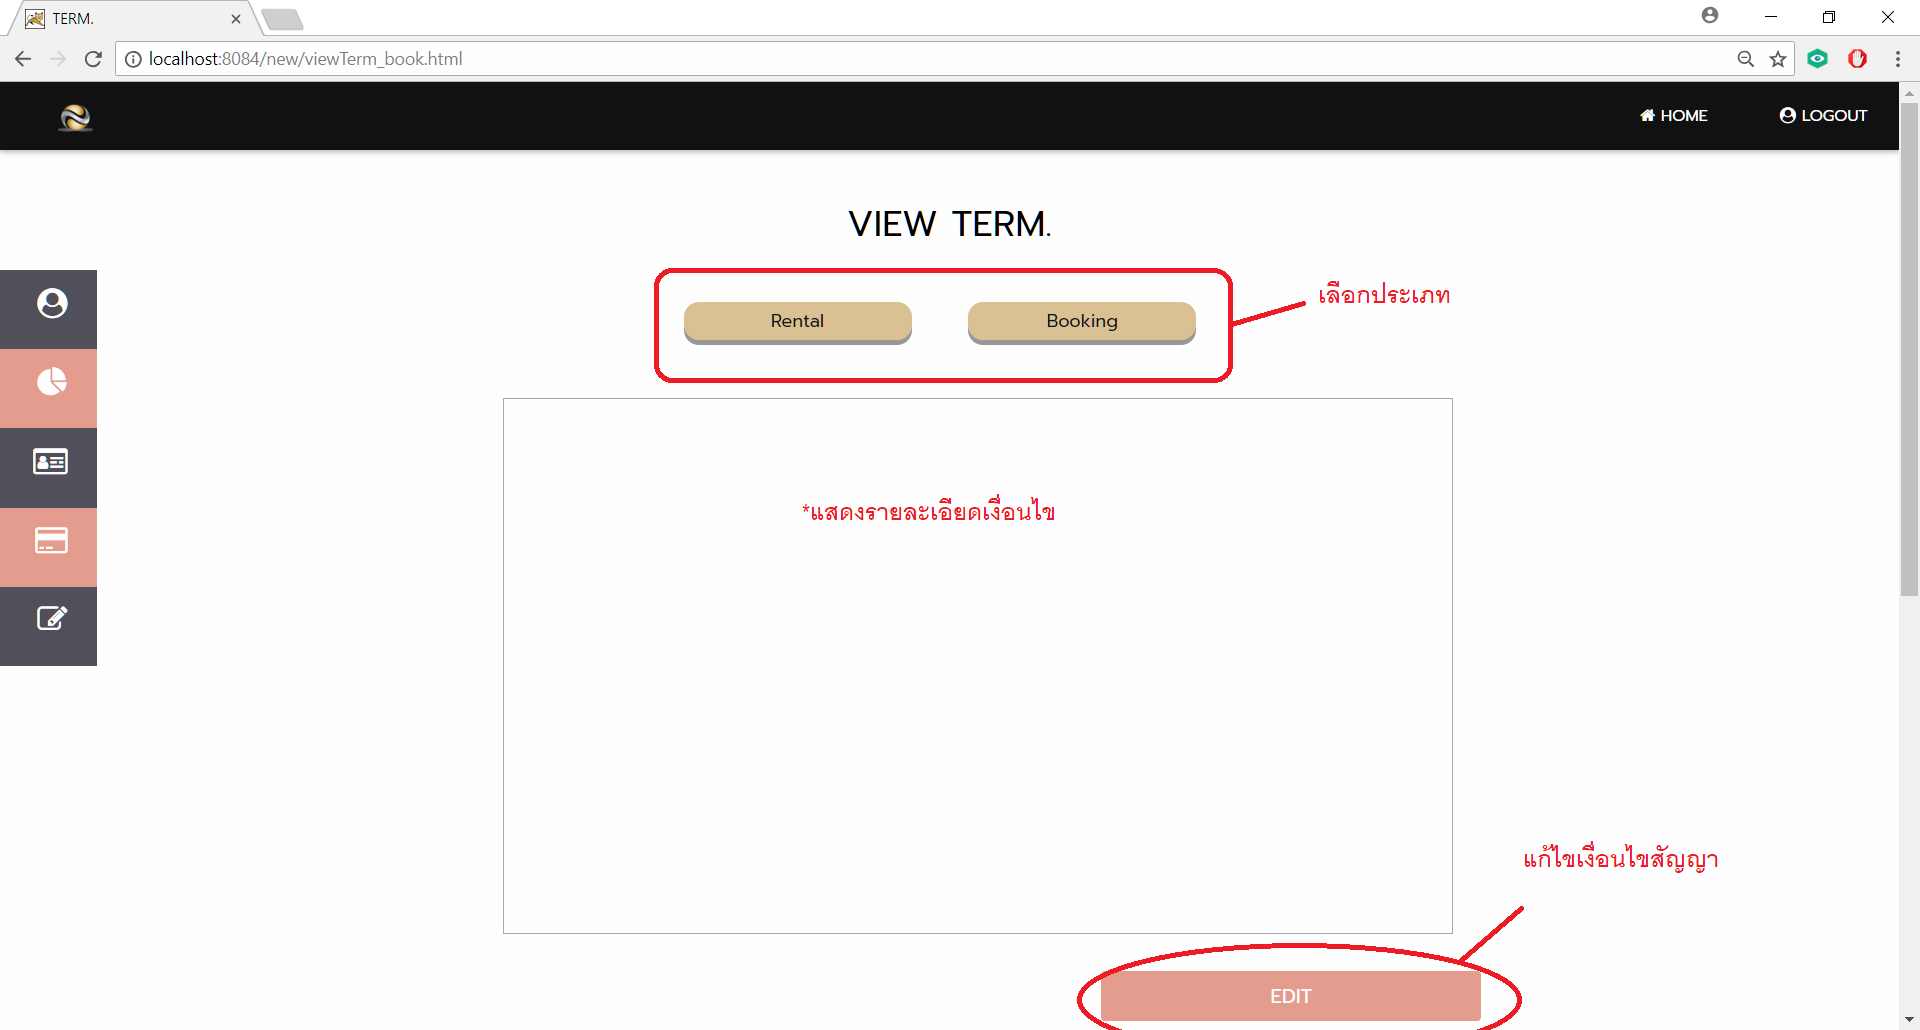 TERM.
localhost:8084/new/viewTerm_book.html
HOME
LOGOUT
VIEW TERM.
เลือกประเภท
Rental
Booking
*แสดงรายละเอียดเงื่อนไข
แก้ไขเงื่อนไขสัญญา
EDIT